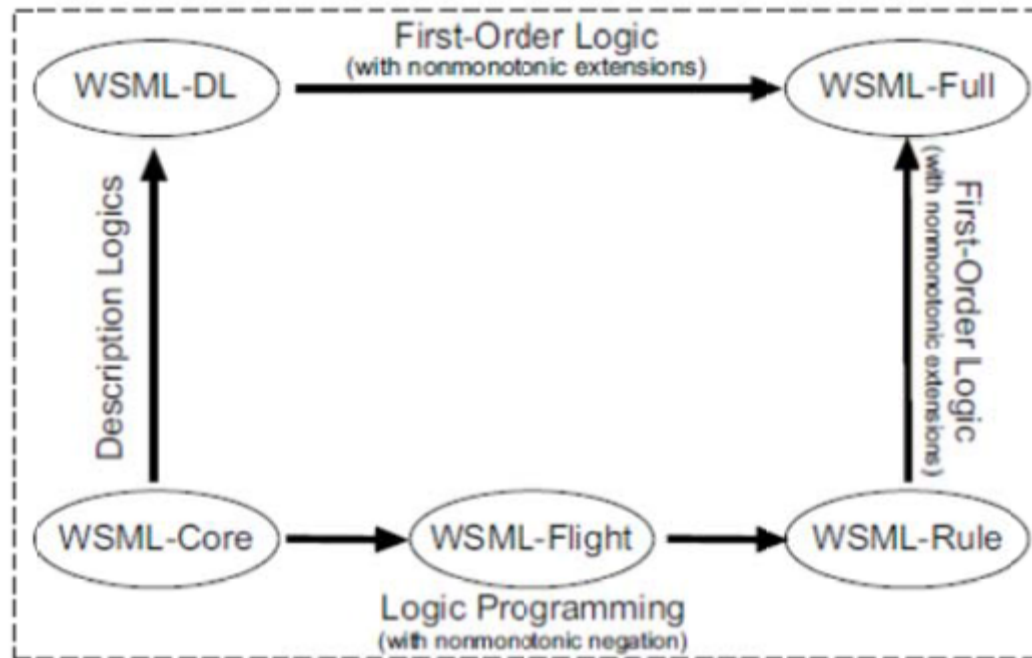 First-Order Logic
(with nonmonotonic extensions)
WSML-DL
WSML-Full
Description Logics
First-Order Logic
(with nonmonotonic extensions)
WSML-Core
WSML-Flight
WSML-Rule
Logic Programming
(with nonmonotonic negation)